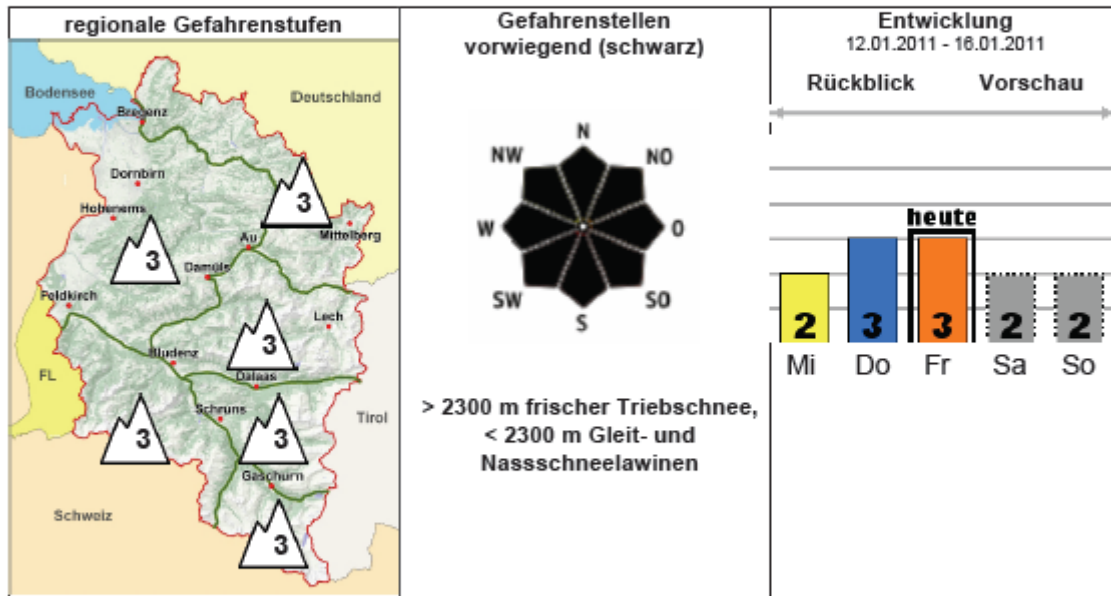 regionale Gefahrenstufen
Bodensee
Deutschland
Bregenz
Dornbirn
3
Hohenems
Mittelberg
3
Au
Damüls
Feldkirch
Lech
3
Bludenz
FL
Dalaas
Tirol
3
Schruns
3
Gaschurn
Schweiz
3
Gefahrenstellen
vorwiegend (schwarz)
N
NW
NO
W
O
SW
SO
S
> 2300 m frischer Triebschnee,
< 2300 m Gleit- und
Nassschneelawinen
Entwicklung
12.01.2011 - 16.01.2011
Rückblick Vorschau
heute
2 3 3 2 2
Mi Do Fr Sa So